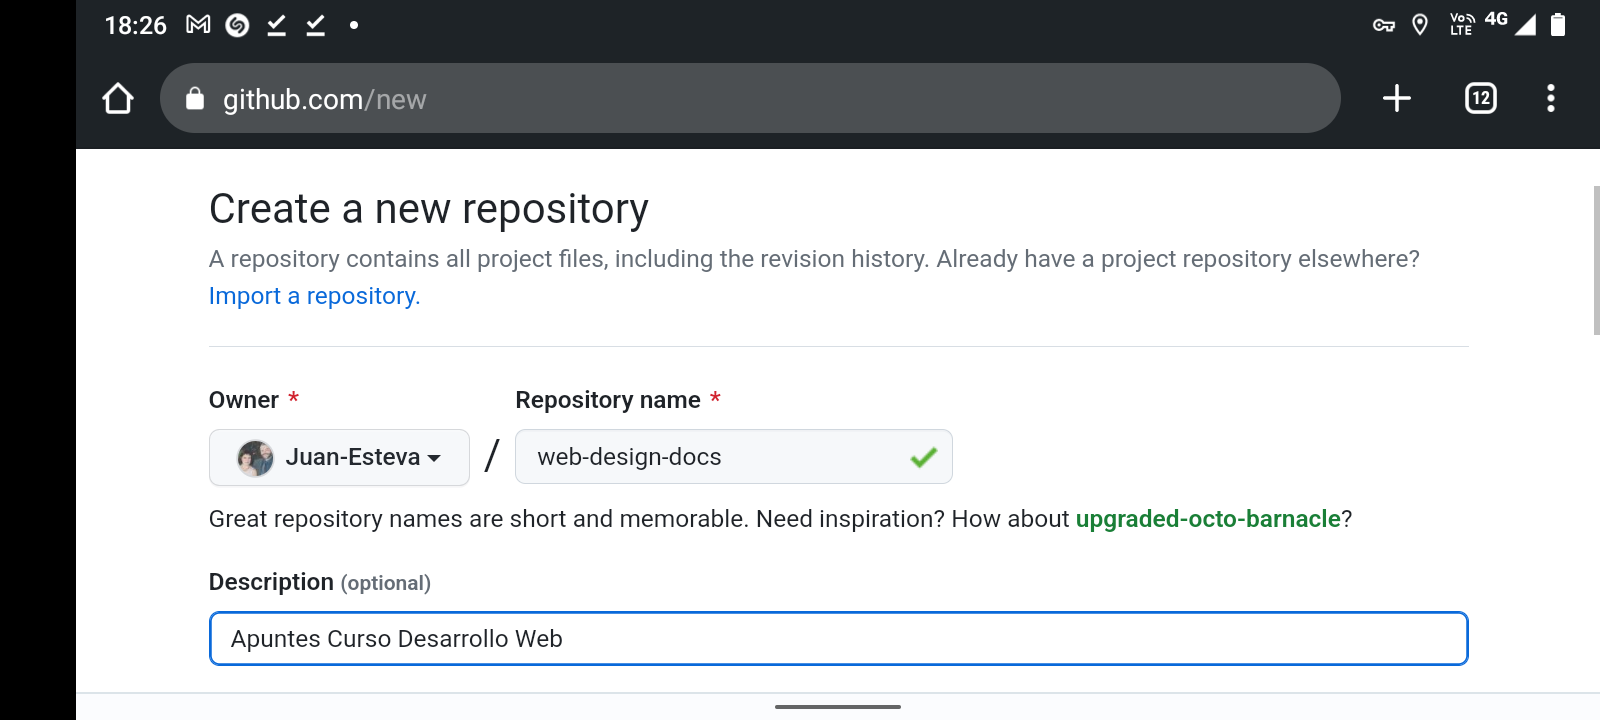 18:26
Vo LTE 4G
github.com/new
12
Create a new repository
A repository contains all project files, including the revision history. Already have a project repository elsewhere?
Import a repository.
Owner * Repository name *
Juan-Esteva / web-design-docs
Great repository names are short and memorable. Need inspiration? How about upgraded-octo-barnacle?
Description (optional)
Apuntes Curso Desarrollo Web